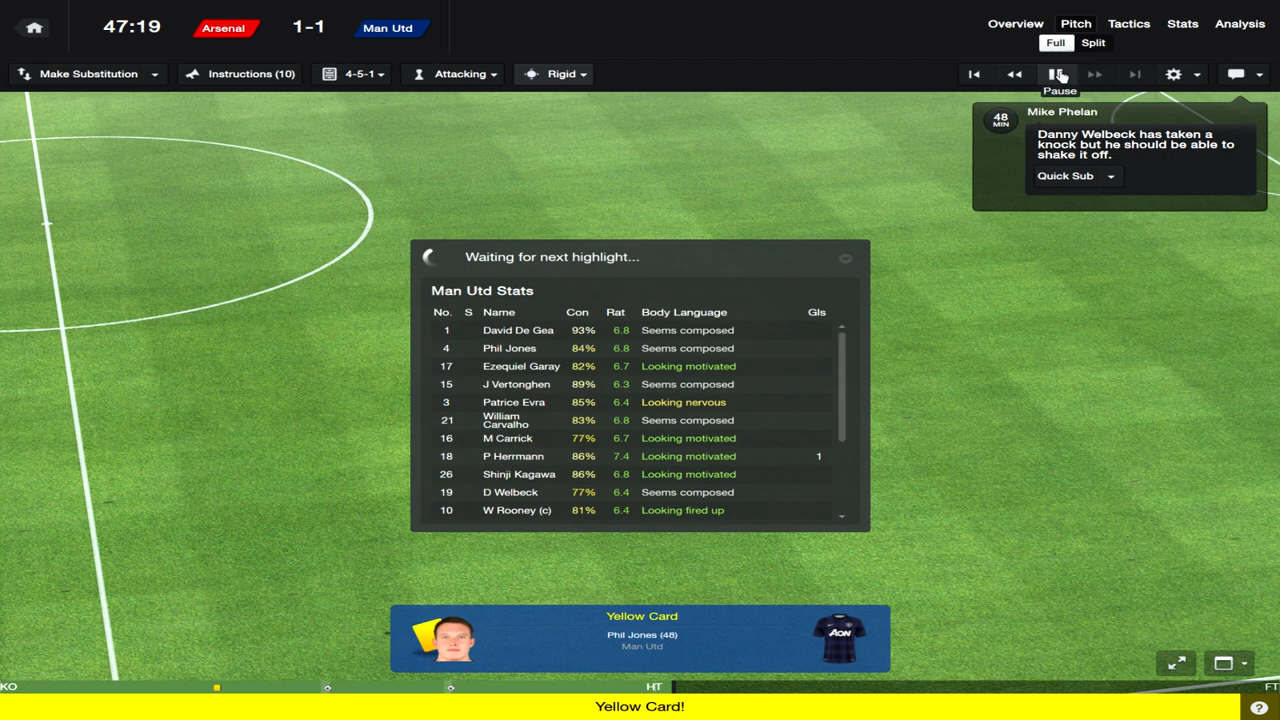 47:19
Arsenal
1-1
Man Utd
Overview
Pitch
Tactics
Stats
Analysis
Full
Split
Make Substitution
Instructions (10)
4-5-1
Attacking
Rigid
Pause
48
MIN
Mike Phelan
Danny Welbeck has taken a
knock but he should be able to
shake it off.
Quick Sub
Waiting for next highlight...
Man Utd Stats
No. S Name Con Rat Body Language Gls
1 David De Gea 93% 6.8 Seems composed
4 Phil Jones 84% 6.8 Seems composed
17 Ezequiel Garay 82% 6.7 Looking motivated
15 J Vertonghen 89% 6.3 Seems composed
3 Patrice Evra 85% 6.4 Looking nervous
21 William Carvalho 83% 6.8 Seems composed
16 M Carrick 77% 6.7 Looking motivated
18 P Herrmann 86% 7.4 Looking motivated 1
26 Shinji Kagawa 86% 6.8 Looking motivated
19 D Welbeck 77% 6.4 Seems composed
10 W Rooney (c) 81% 6.4 Looking fired up
Yellow Card
Phil Jones (48)
Man Utd
AON
KO
HT
FT
Yellow Card!
?